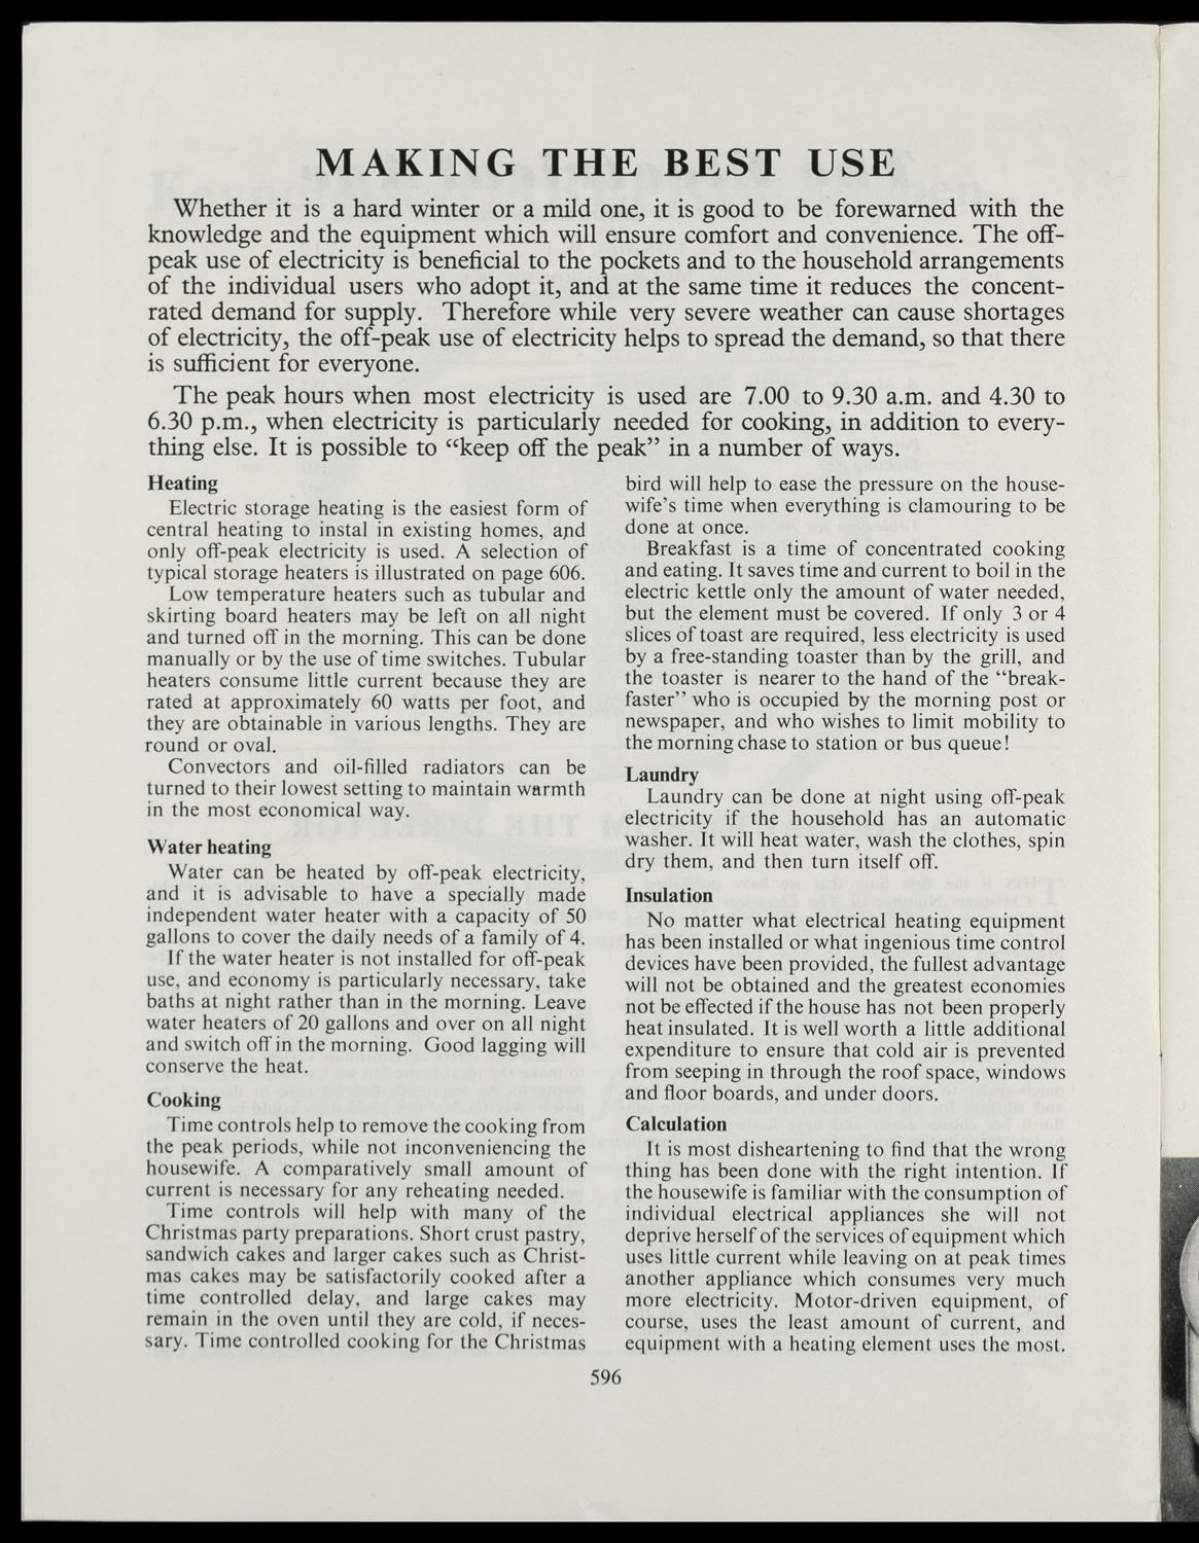 MAKING THE BEST USE
Whether it is a hard winter or a mild one, it is good to be forewarned with the
knowledge and the equipment which will ensure comfort and convenience. The off-
peak use of electricity is beneficial to the pockets and to the household arrangements
of the individual users who adopt it, and at the same time it reduces the concent-
rated demand for supply. Therefore while very severe weather can cause shortages
of electricity, the off-peak use of electricity helps to spread the demand, so that there
is sufficient for everyone.
The peak hours when most electricity is used are 7.00 to 9.30 a.m. and 4.30 to
6.30 p.m., when electricity is particularly needed for cooking, in addition to every-
thing else. It is possible to “keep off the peak” in a number of ways.
Heating
Electric storage heating is the easiest form of
central heating to instal in existing homes, and
only off-peak electricity is used. A selection of
typical storage heaters is illustrated on page 606.
Low temperature heaters such as tubular and
skirting board heaters may be left on all night
and turned off in the morning. This can be done
manually or by the use of time switches. Tubular
heaters consume little current because they are
rated at approximately 60 watts per foot, and
they are obtainable in various lengths. They are
round or oval.
Convectors and oil-filled radiators can be
turned to their lowest setting to maintain warmth
in the most economical way.
Water heating
Water can be heated by off-peak electricity,
and it is advisable to have a specially made
independent water heater with a capacity of 50
gallons to cover the daily needs of a family of 4.
If the water heater is not installed for off-peak
use, and economy is particularly necessary, take
baths at night rather than in the morning. Leave
water heaters of 20 gallons and over on all night
and switch off in the morning. Good lagging will
conserve the heat.
Cooking
Time controls help to remove the cooking from
the peak periods, while not inconveniencing the
housewife. A comparatively small amount of
current is necessary for any reheating needed.
Time controls will help with many of the
Christmas party preparations. Short crust pastry,
sandwich cakes and larger cakes such as Christ-
mas cakes may be satisfactorily cooked after a
time controlled delay, and large cakes may
remain in the oven until they are cold, if neces-
sary. Time controlled cooking for the Christmas
bird will help to ease the pressure on the house-
wife’s time when everything is clamouring to be
done at once.
Breakfast is a time of concentrated cooking
and eating. It saves time and current to boil in the
electric kettle only the amount of water needed,
but the element must be covered. If only 3 or 4
slices of toast are required, less electricity is used
by a free-standing toaster than by the grill, and
the toaster is nearer to the hand of the “break-
faster” who is occupied by the morning post or
newspaper, and who wishes to limit mobility to
the morning chase to station or bus queue!
Laundry
Laundry can be done at night using off-peak
electricity if the household has an automatic
washer. It will heat water, wash the clothes, spin
dry them, and then turn itself off.
Insulation
No matter what electrical heating equipment
has been installed or what ingenious time control
devices have been provided, the fullest advantage
will not be obtained and the greatest economies
not be effected if the house has not been properly
heat insulated. It is well worth a little additional
expenditure to ensure that cold air is prevented
from seeping in through the roof space, windows
and floor boards, and under doors.
Calculation
It is most disheartening to find that the wrong
thing has been done with the right intention. If
the housewife is familiar with the consumption of
individual electrical appliances she will not
deprive herself of the services of equipment which
uses little current while leaving on at peak times
another appliance which consumes very much
more electricity. Motor-driven equipment, of
course, uses the least amount of current, and
equipment with a heating element uses the most.
596